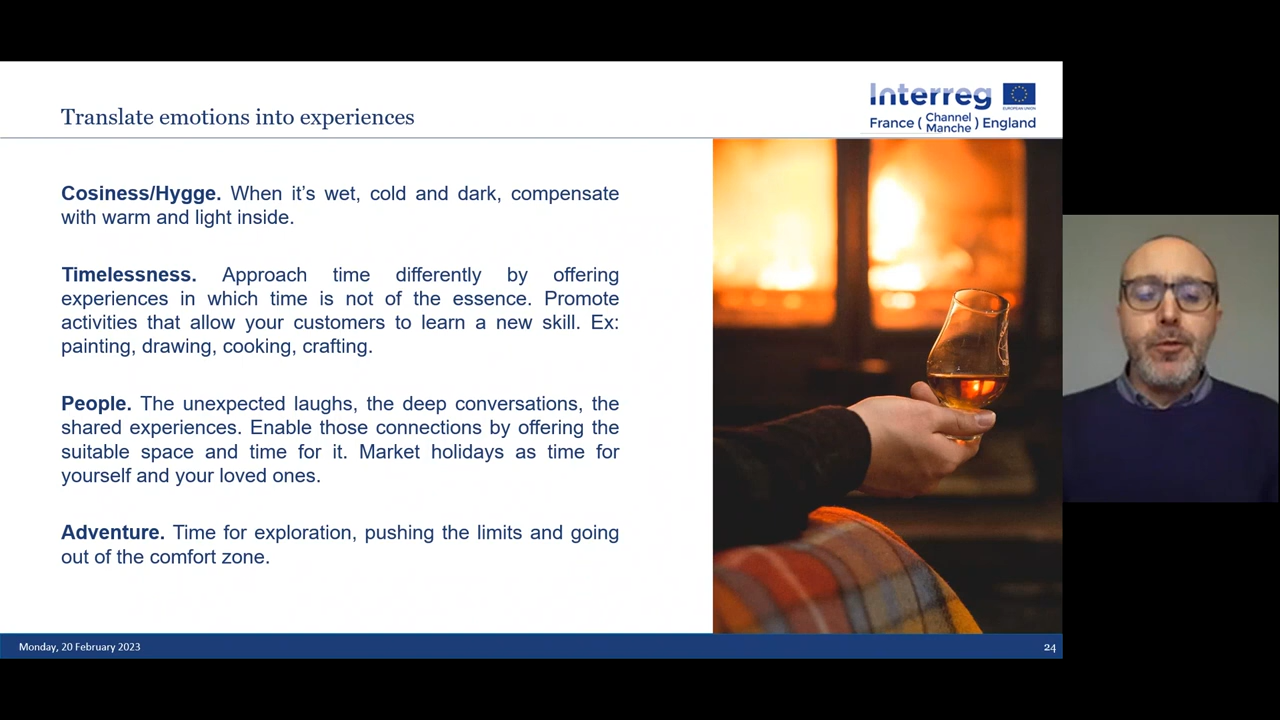 Translate emotions into experiences
Interreg
EUROPEAN UNION
France ( Channel Manche ) England
Cosiness/Hygge. When it’s wet, cold and dark, compensate
with warm and light inside.
Timelessness. Approach time differently by offering
experiences in which time is not of the essence. Promote
activities that allow your customers to learn a new skill. Ex:
painting, drawing, cooking, crafting.
People. The unexpected laughs, the deep conversations, the
shared experiences. Enable those connections by offering the
suitable space and time for it. Market holidays as time for
yourself and your loved ones.
Adventure. Time for exploration, pushing the limits and going
out of the comfort zone.
Monday, 20 February 2023
24